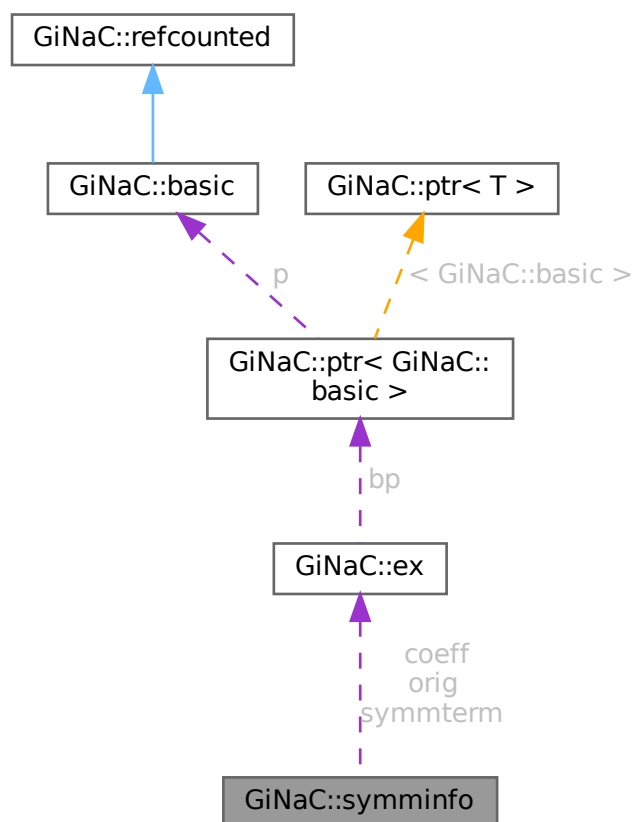 GiNaC::refcounted
GiNaC::basic
GiNaC::ptr< T >
p
< GiNaC::basic >
GiNaC::ptr< GiNaC::
basic >
bp
GiNaC::ex
coeff
orig
symmterm
GiNaC::symminfo